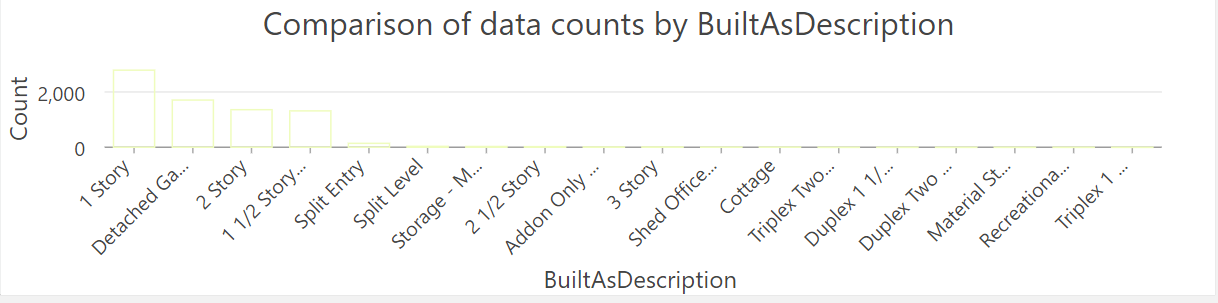 Comparison of data counts by BuiltAsDescription
Count
2,000
0
1 Story
Detached Ga...
2 Story
1 1/2 Story...
Split Entry
Split Level
Storage - M...
2 1/2 Story
Addon Only ...
3 Story
Shed Office...
Cottage
Triplex Two...
Duplex 1 1/...
Duplex Two ...
Material St...
Recreationa...
Triplex 1 ...
BuiltAsDescription